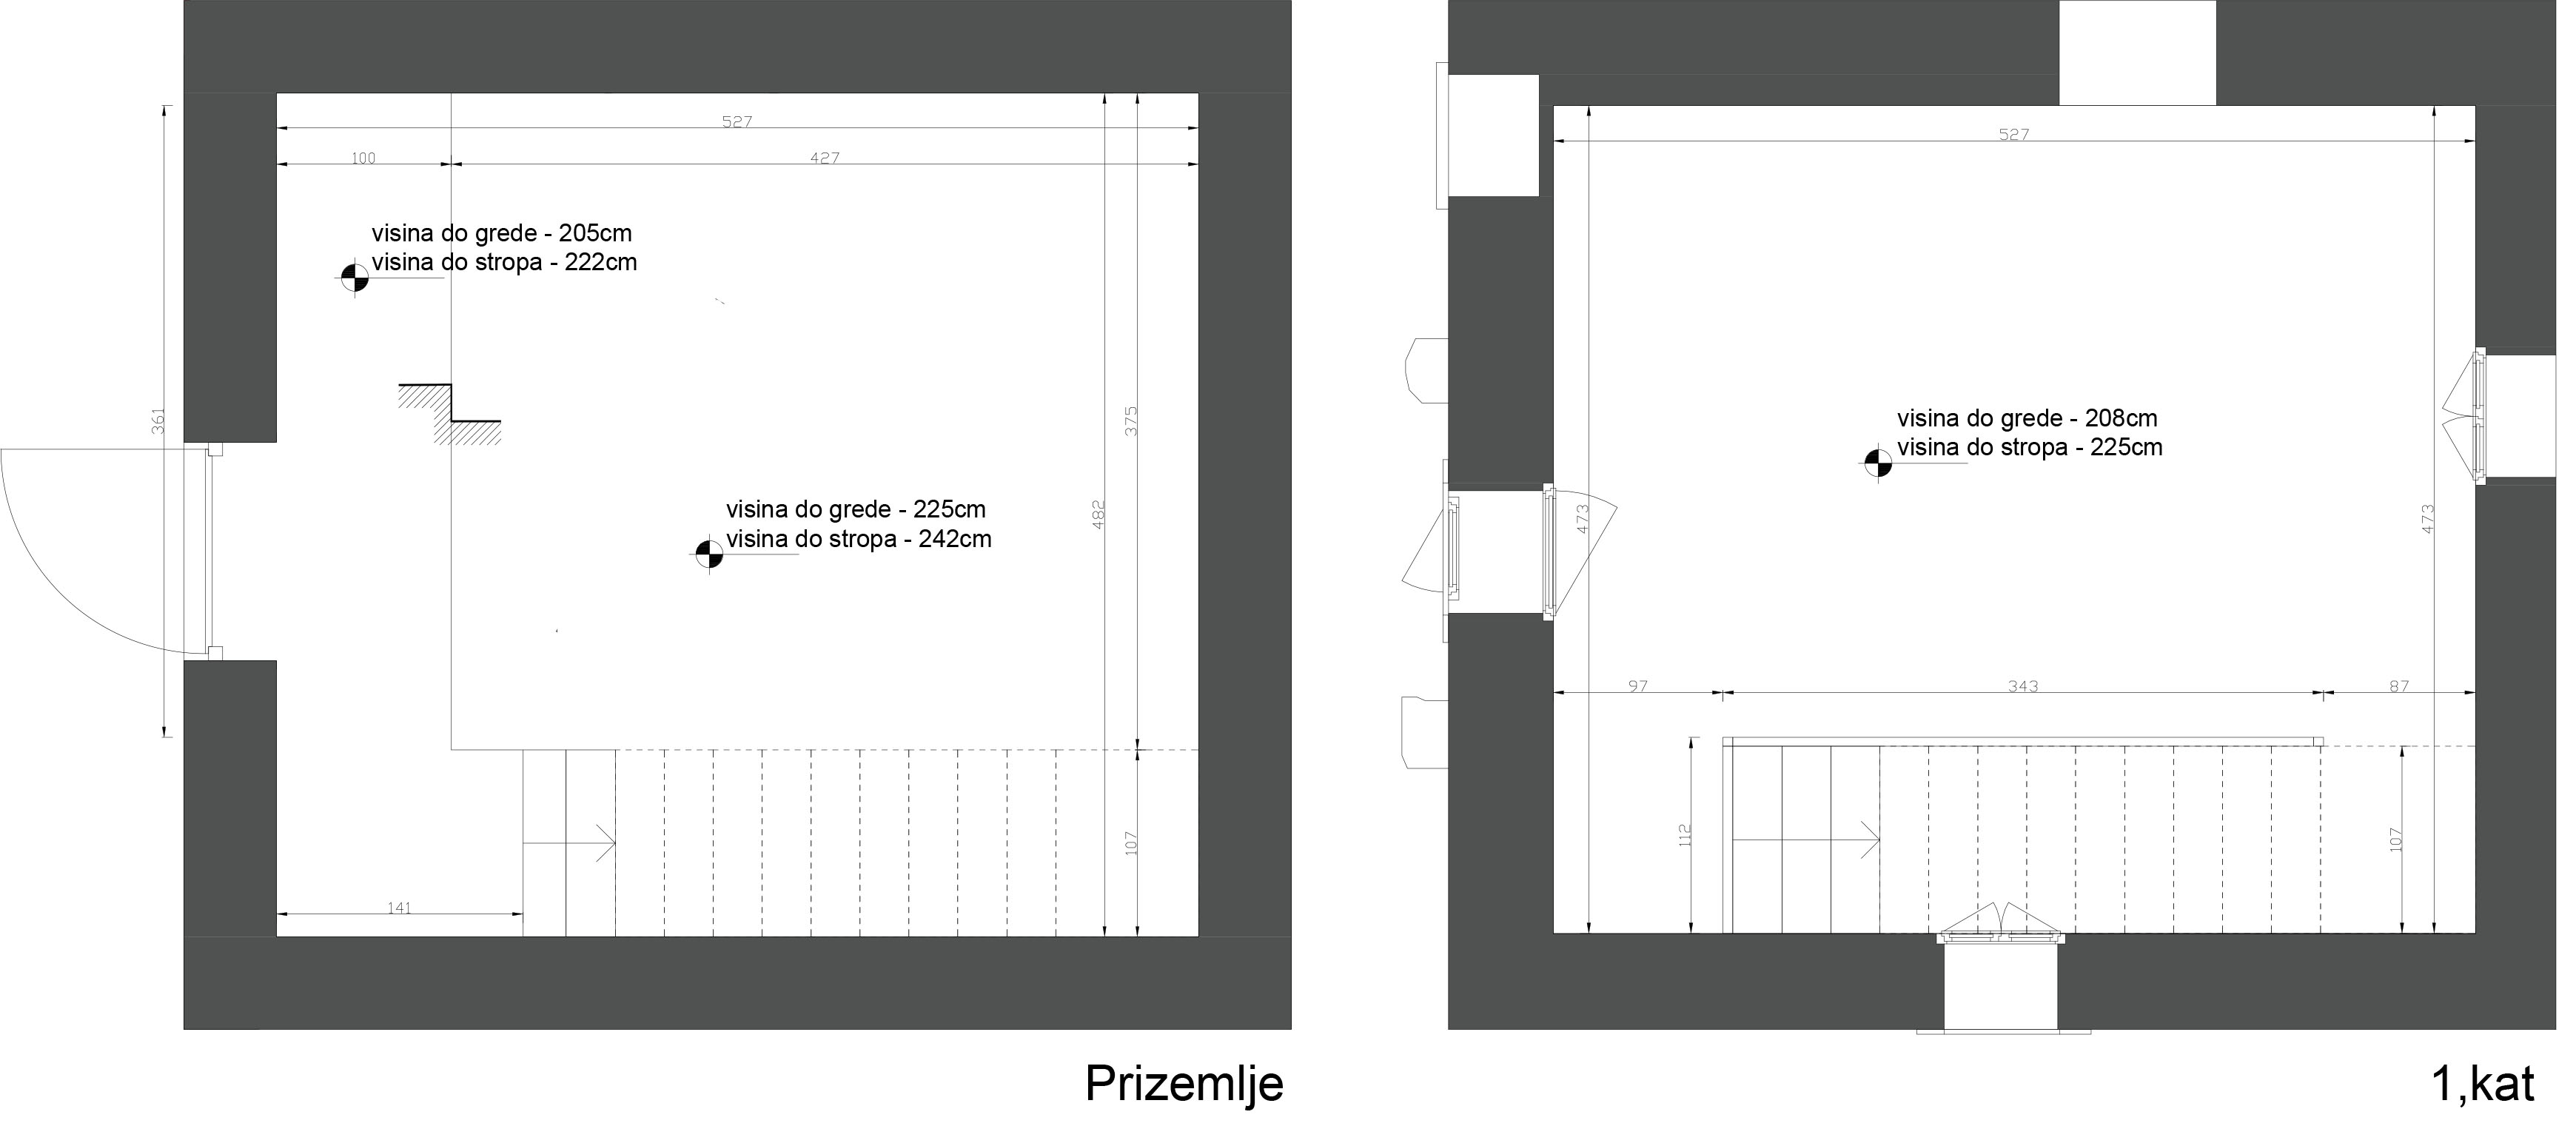 527
100
427
visina do grede - 205cm
visina do stropa - 222cm
361
375
482
visina do grede - 225cm
visina do stropa - 242cm
107
141
Prizemlje
527
visina do grede - 208cm
visina do stropa - 225cm
473
473
97
343
87
112
107
1,kat